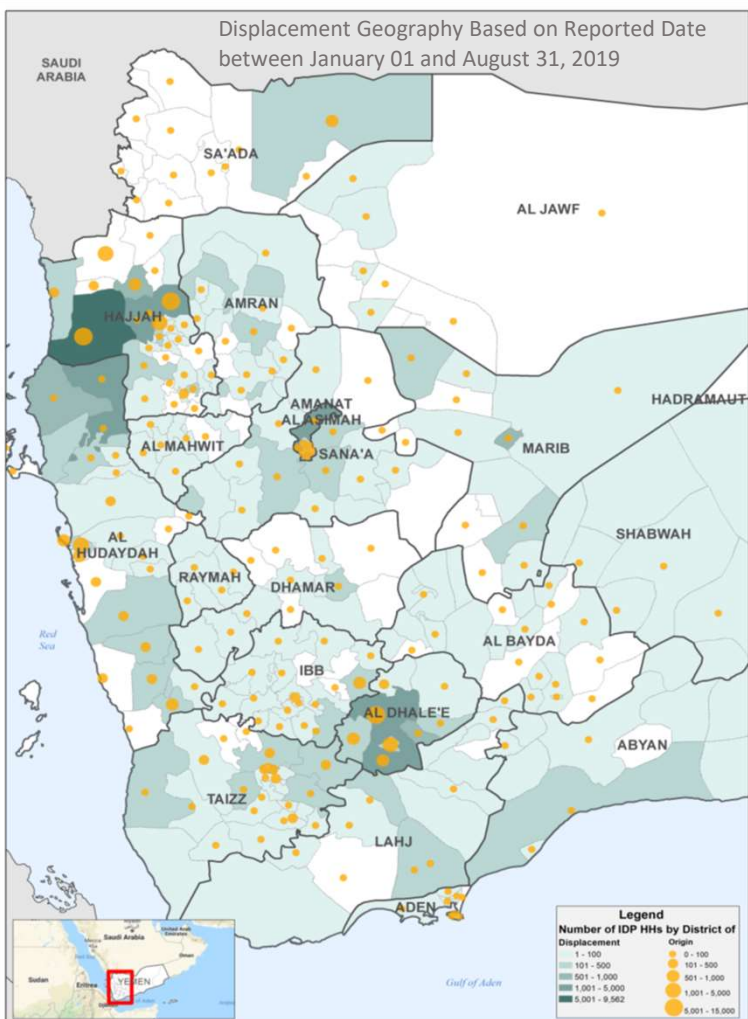 Displacement Geography Based on Reported Date
between January 01 and August 31, 2019
SAUDI
ARABIA
SA'ADA
AL JAWF
HAJJAH
AMRAN
HADRAMAUT
AMANAT
AL ASIMAH
AL MAHWIT
SANA'A
MARIB
SHABWAH
AL
HUDAYDAH
RAYMAH
DHAMAR
Red
Sea
IBB
AL BAYDA
AL DHALE'E
ABYAN
TAIZZ
LAHJ
ADEN
Gulf of Aden
Saudi Arabia
United Arab
Emirates
Oman
Sudan
Eritrea
YEMEN
Legend
Number of IDP HHs by District of
Displacement
Origin
1 - 100
0 - 100
101 - 500
101 - 500
501 - 1,000
501 - 1,000
1,001 - 5,000
1,001 - 5,000
5,001 - 9,562
5,001 - 15,000